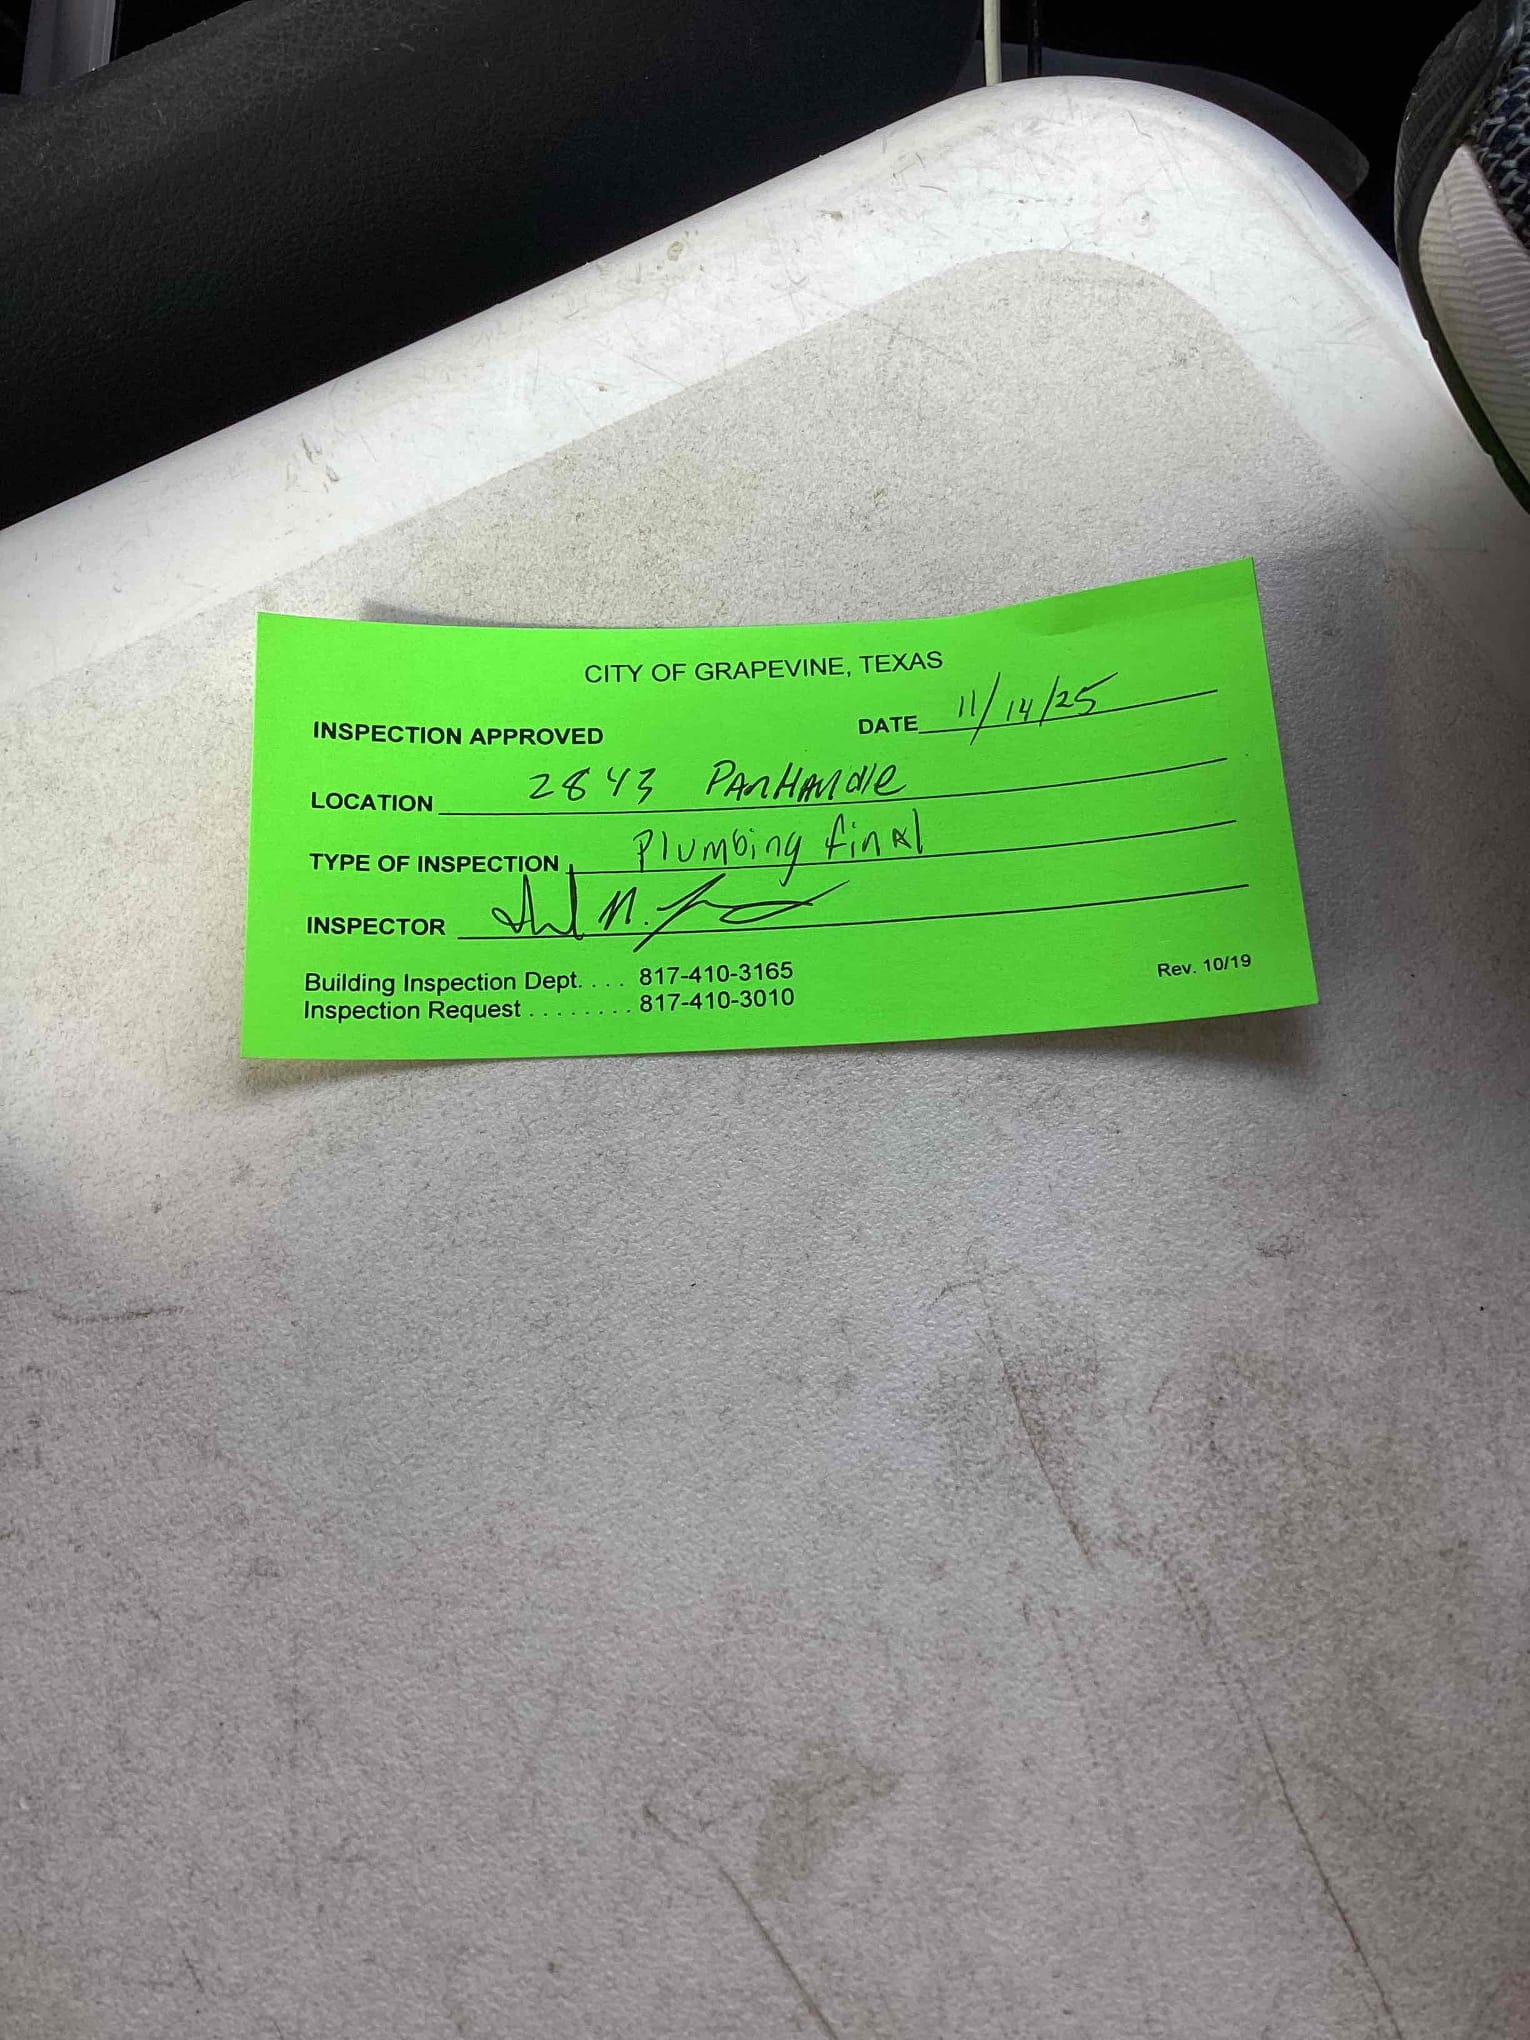 CITY OF GRAPEVINE, TEXAS
INSPECTION APPROVED DATE 11/14/25
LOCATION 2843 PanHandle
TYPE OF INSPECTION Plumbing final
INSPECTOR
Building Inspection Dept. . . . 817-410-3165 Rev. 10/19
Inspection Request . . . . . . . . 817-410-3010